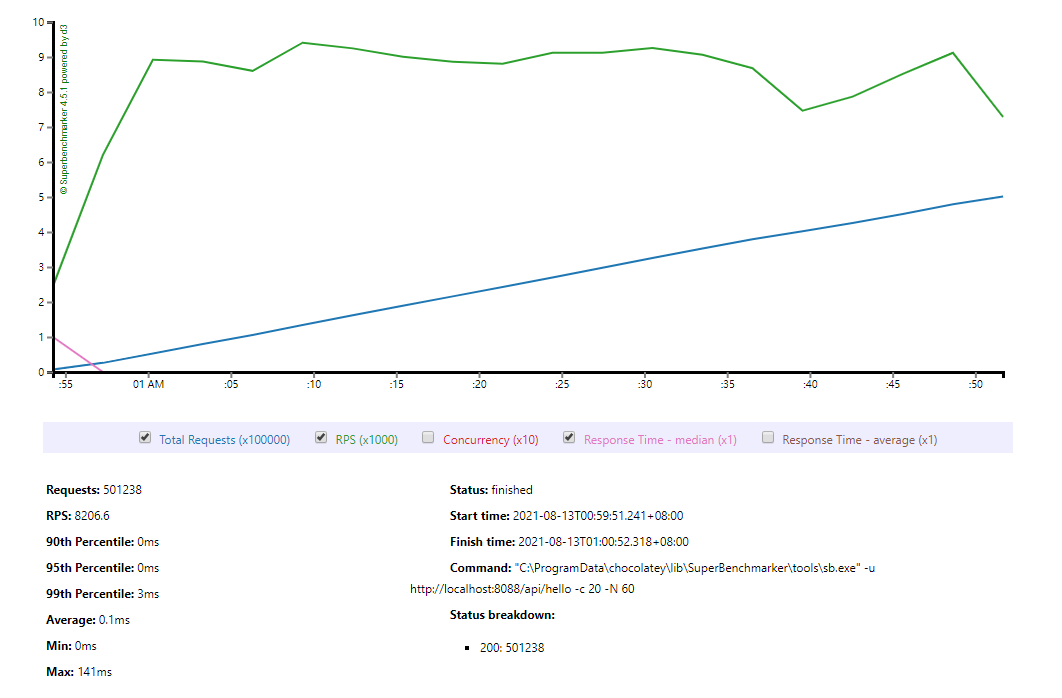 10
9
8
7
6
5
4
3
2
1
0
© Superbenchmarker 4.5.1 powered by d3
:55 01 AM :05 :10 :15 :20 :25 :30 :35 :40 :45 :50
Total Requests (x100000) RPS (x1000) Concurrency (x10) Response Time - median (x1) Response Time - average (x1)
Requests: 501238
RPS: 8206.6
90th Percentile: 0ms
95th Percentile: 0ms
99th Percentile: 3ms
Average: 0.1ms
Min: 0ms
Max: 141ms
Status: finished
Start time: 2021-08-13T00:59:51.241+08:00
Finish time: 2021-08-13T01:00:52.318+08:00
Command: "C:\ProgramData\chocolatey\lib\SuperBenchmarker\tools\sb.exe" -u
http://localhost:8088/api/hello -c 20 -N 60
Status breakdown:
200: 501238